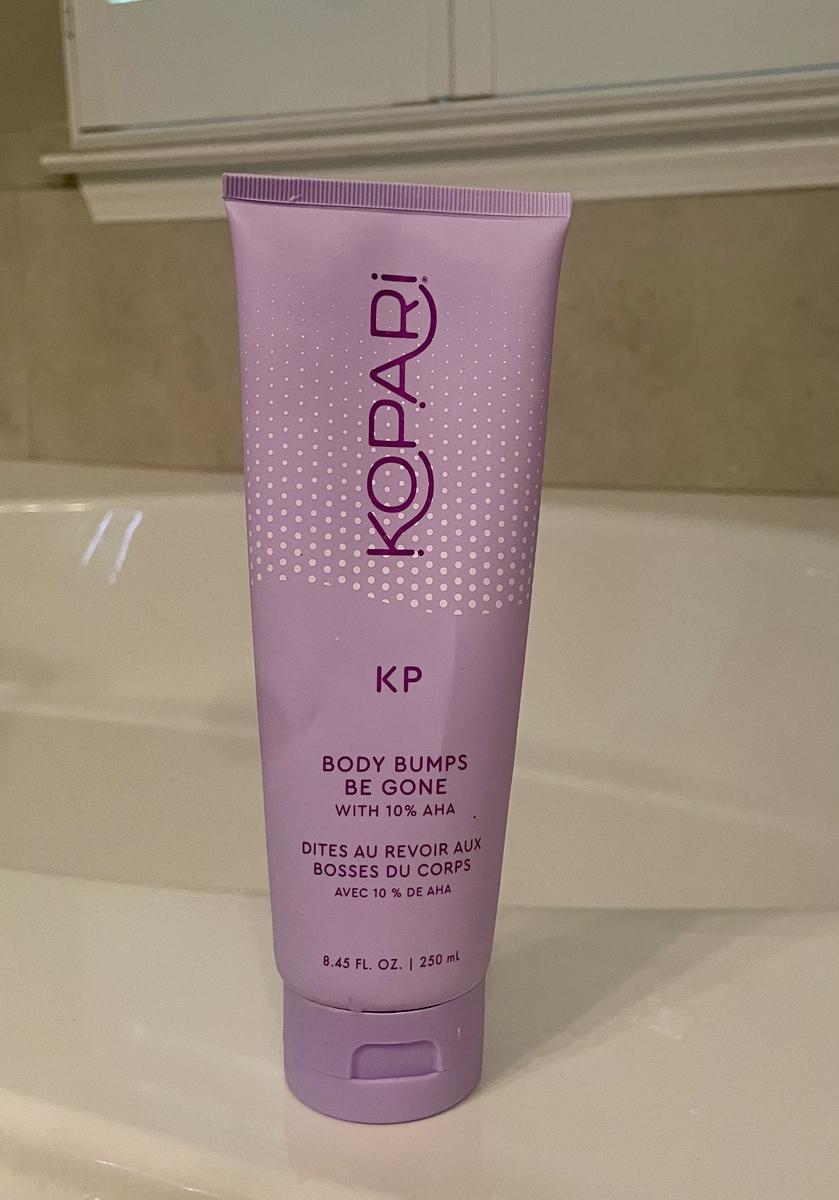 KOPARI®
KP
BODY BUMPS
BE GONE
WITH 10% AHA
DITES AU REVOIR AUX
BOSSES DU CORPS
AVEC 10 % DE AHA
8.45 FL. OZ. | 250 mL